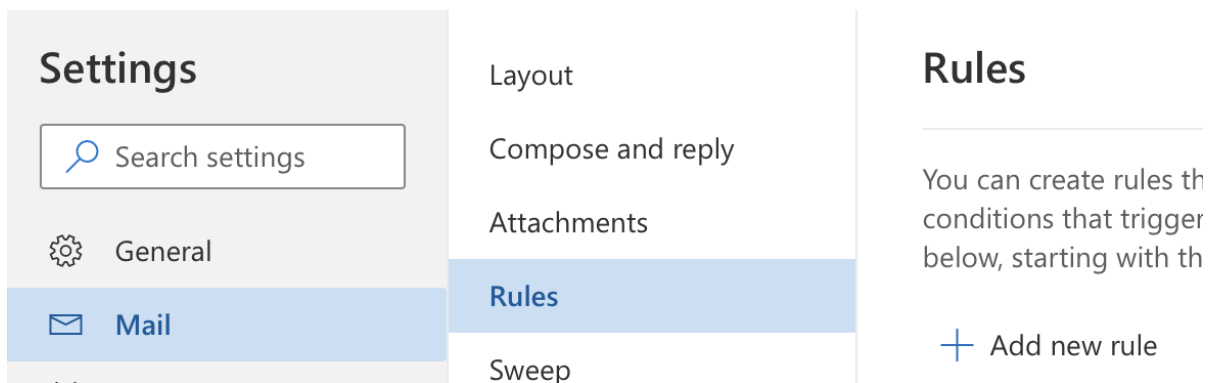 Settings
Search settings
General
Mail
Layout
Compose and reply
Attachments
Rules
Sweep
Rules
You can create rules th
conditions that trigger
below, starting with th
Add new rule